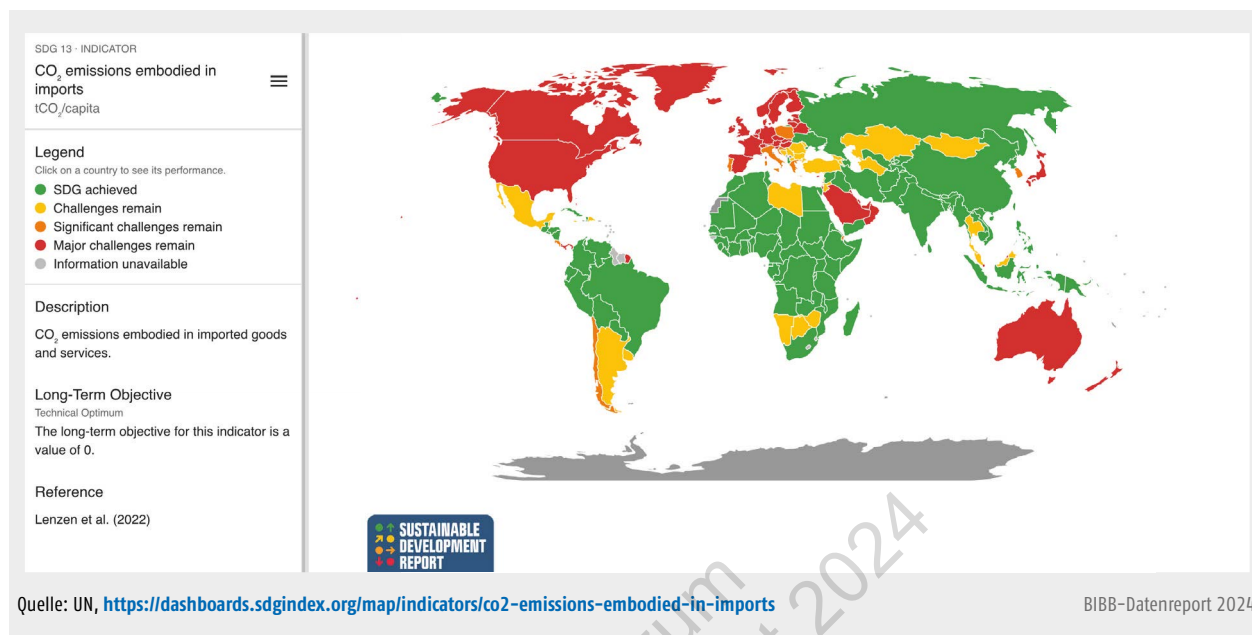 SDG 13 - INDICATOR
CO2 emissions embodied in
imports
tCO2/capita
Legend
Click on a country to see its performance.
SDG achieved
Challenges remain
Significant challenges remain
Major challenges remain
Information unavailable
Description
CO2 emissions embodied in imported goods
and services.
Long-Term Objective
Technical Optimum
The long-term objective for this indicator is a
value of 0.
Reference
Lenzen et al. (2022)
SUSTAINABLE
DEVELOPMENT
REPORT
Quelle: UN, https://dashboards.sdgindex.org/map/indicators/co2-emissions-embodied-in-imports
BIBB-Datenreport 2024
2024